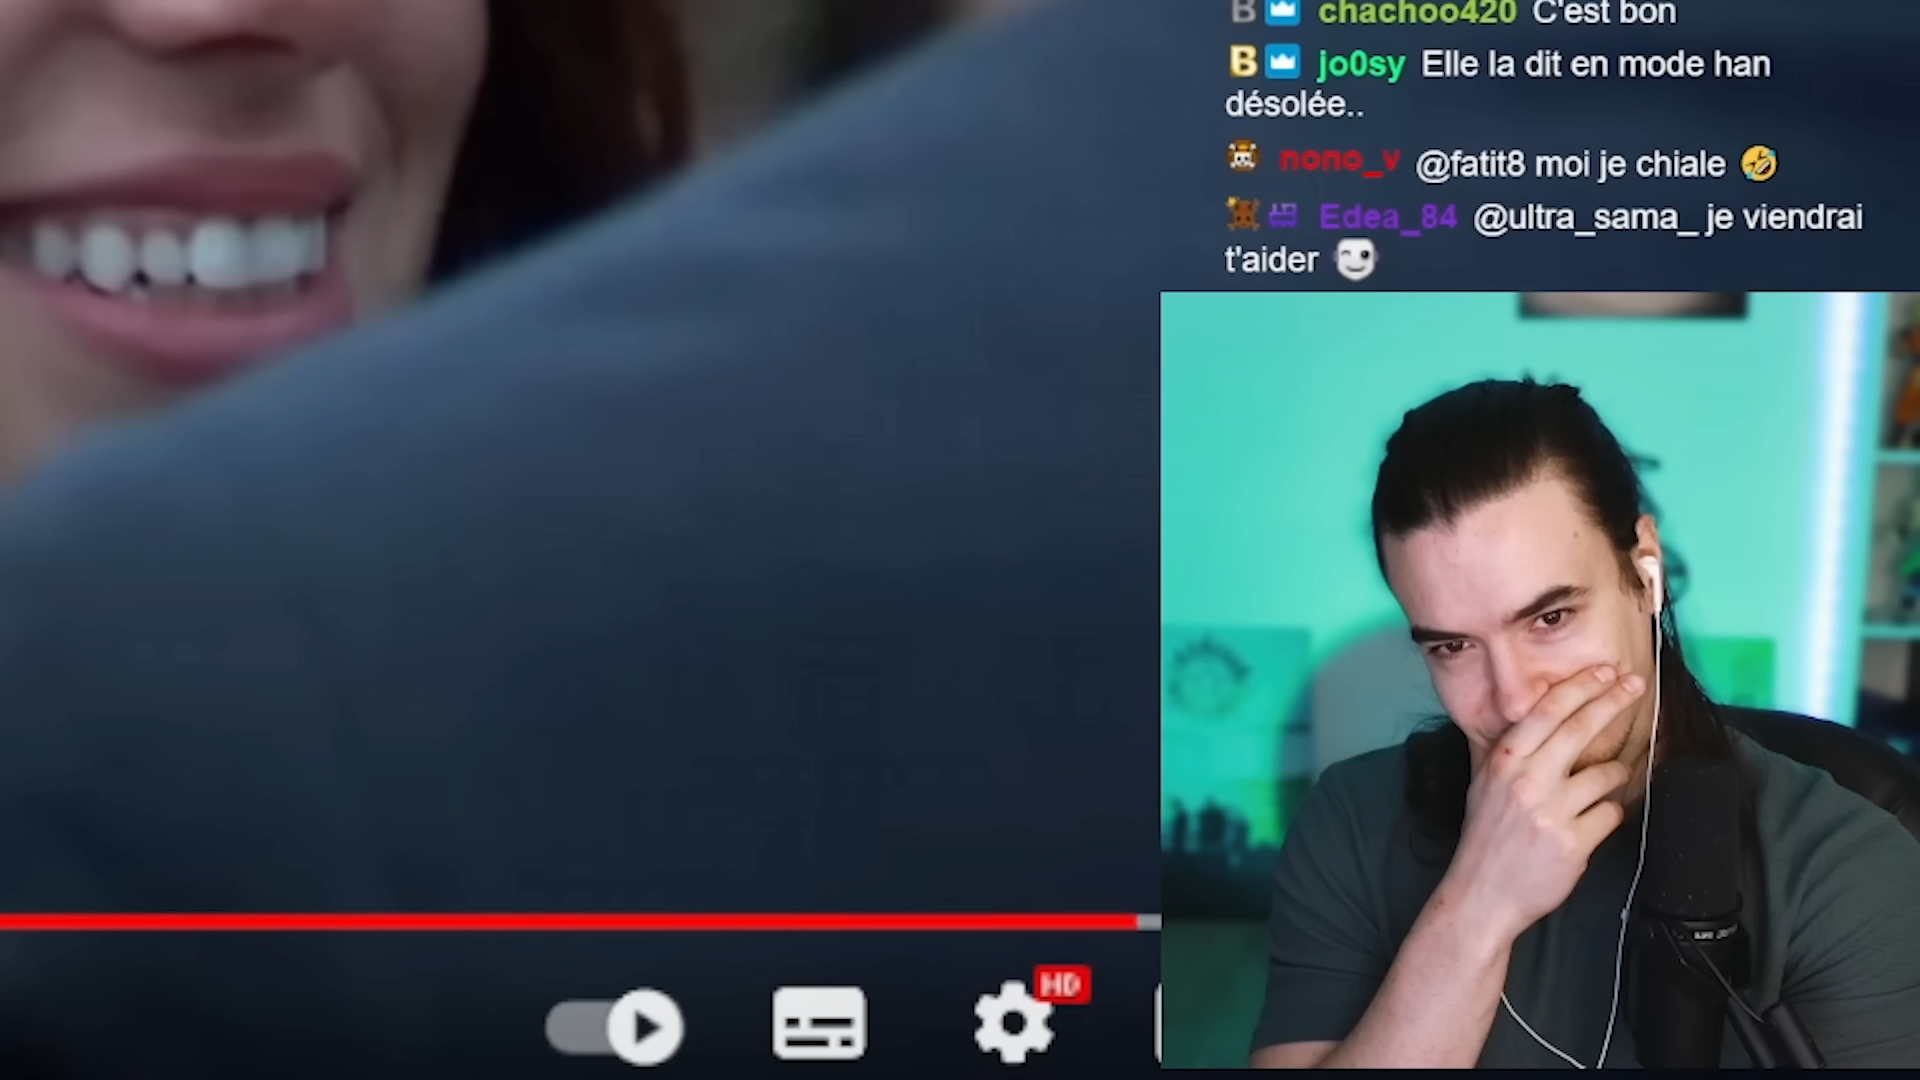 chachoo420 C'est bon
jo0sy Elle la dit en mode han
désolée..
nono_v @fatit8 moi je chiale
Edea_84 @ultra_sama_ je viendrai
t'aider
HD